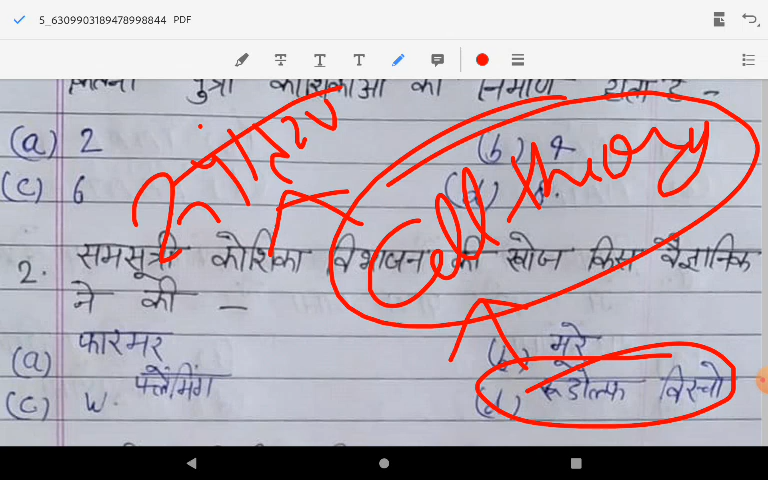 5_6309903189478998844 PDF
पुत्री कोशिकाओं का निर्माण होता है -
(a) 2 (b) 4
(c) 6 (d)
Cell theory
2. समसूत्री कोशिका विभाजन की खोज किस वैज्ञानिक
ने की -
(a) फारमर (b) मूरे
(c) W. फ्लेमिंग (d) रूडोल्फ विरचो